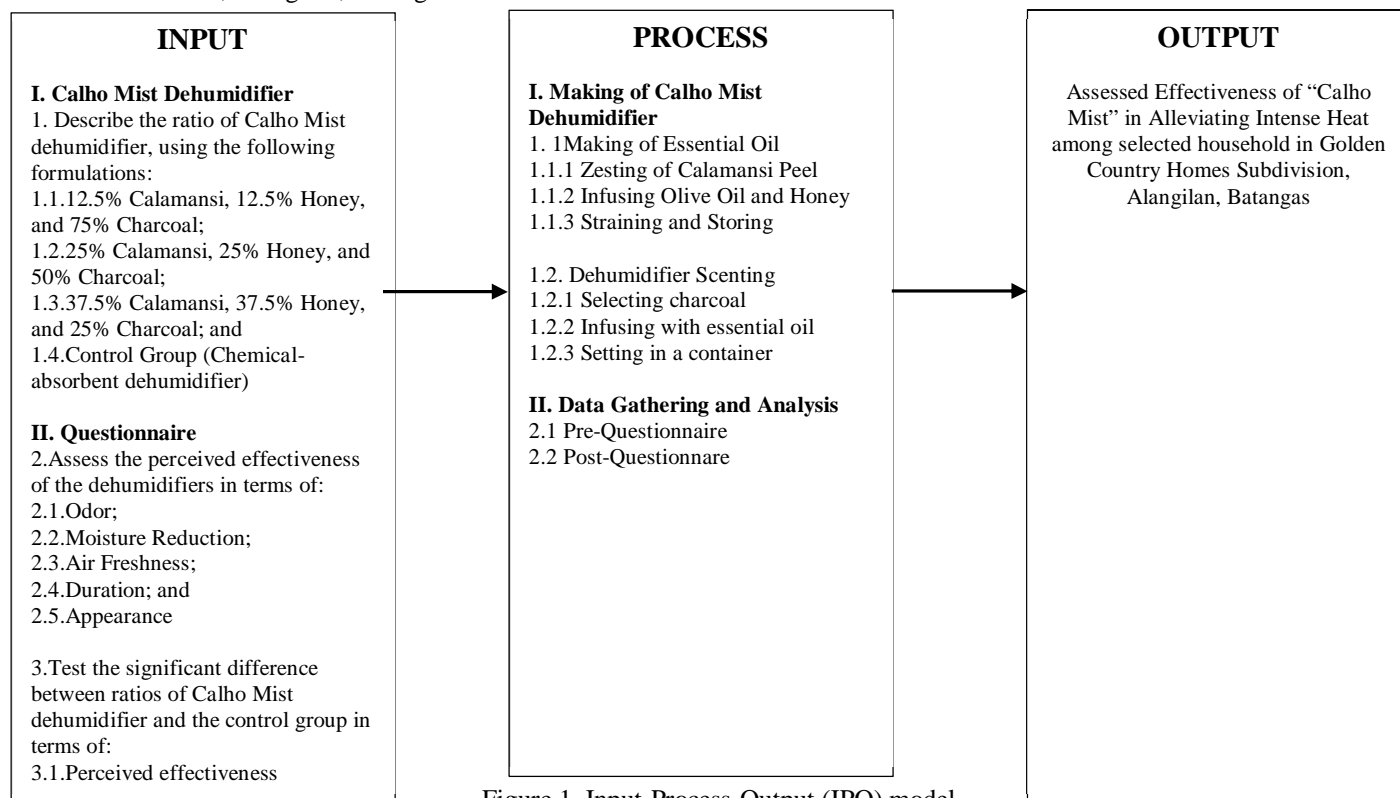 INPUT
I. Calho Mist Dehumidifier
1. Describe the ratio of Calho Mist
dehumidifier, using the following
formulations:
1.1.12.5% Calamansi, 12.5% Honey,
and 75% Charcoal;
1.2.25% Calamansi, 25% Honey, and
50% Charcoal;
1.3.37.5% Calamansi, 37.5% Honey,
and 25% Charcoal; and
1.4.Control Group (Chemical-
absorbent dehumidifier)
II. Questionnaire
2.Assess the perceived effectiveness
of the dehumidifiers in terms of:
2.1.Odor;
2.2.Moisture Reduction;
2.3.Air Freshness;
2.4.Duration; and
2.5.Appearance
3.Test the significant difference
between ratios of Calho Mist
dehumidifier and the control group in
terms of:
3.1.Perceived effectiveness
PROCESS
I. Making of Calho Mist
Dehumidifier
1. 1Making of Essential Oil
1.1.1 Zesting of Calamansi Peel
1.1.2 Infusing Olive Oil and Honey
1.1.3 Straining and Storing
1.2. Dehumidifier Scenting
1.2.1 Selecting charcoal
1.2.2 Infusing with essential oil
1.2.3 Setting in a container
II. Data Gathering and Analysis
2.1 Pre-Questionnaire
2.2 Post-Questionnare
OUTPUT
Assessed Effectiveness of “Calho
Mist” in Alleviating Intense Heat
among selected household in Golden
Country Homes Subdivision,
Alangilan, Batangas
Figure 1. Input-Process-Output (IPO) model